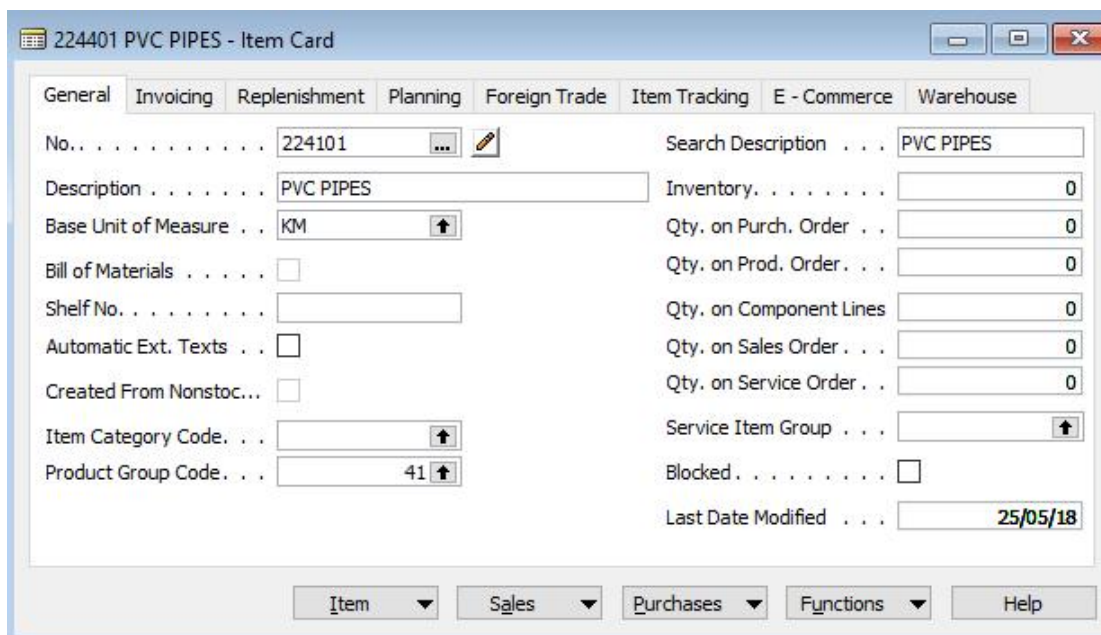 224401 PVC PIPES - Item Card
General Invoicing Replenishment Planning Foreign Trade Item Tracking E - Commerce Warehouse
No.. . . . . . . . . . . . 224101 ... Search Description . . . PVC PIPES
Description . . . . . . . PVC PIPES Inventory. . . . . . . . 0
Base Unit of Measure . . KM Qty. on Purch. Order . . 0
Bill of Materials . . . . . Qty. on Prod. Order. . . 0
Shelf No. . . . . . . . . Qty. on Component Lines 0
Automatic Ext. Texts . . Qty. on Sales Order . . . 0
Created From Nonstoc... Qty. on Service Order . . 0
Item Category Code. . . Service Item Group . . .
Product Group Code. . . 41 Blocked . . . . . . . . .
Last Date Modified . . . 25/05/18
Item Sales Purchases Functions Help